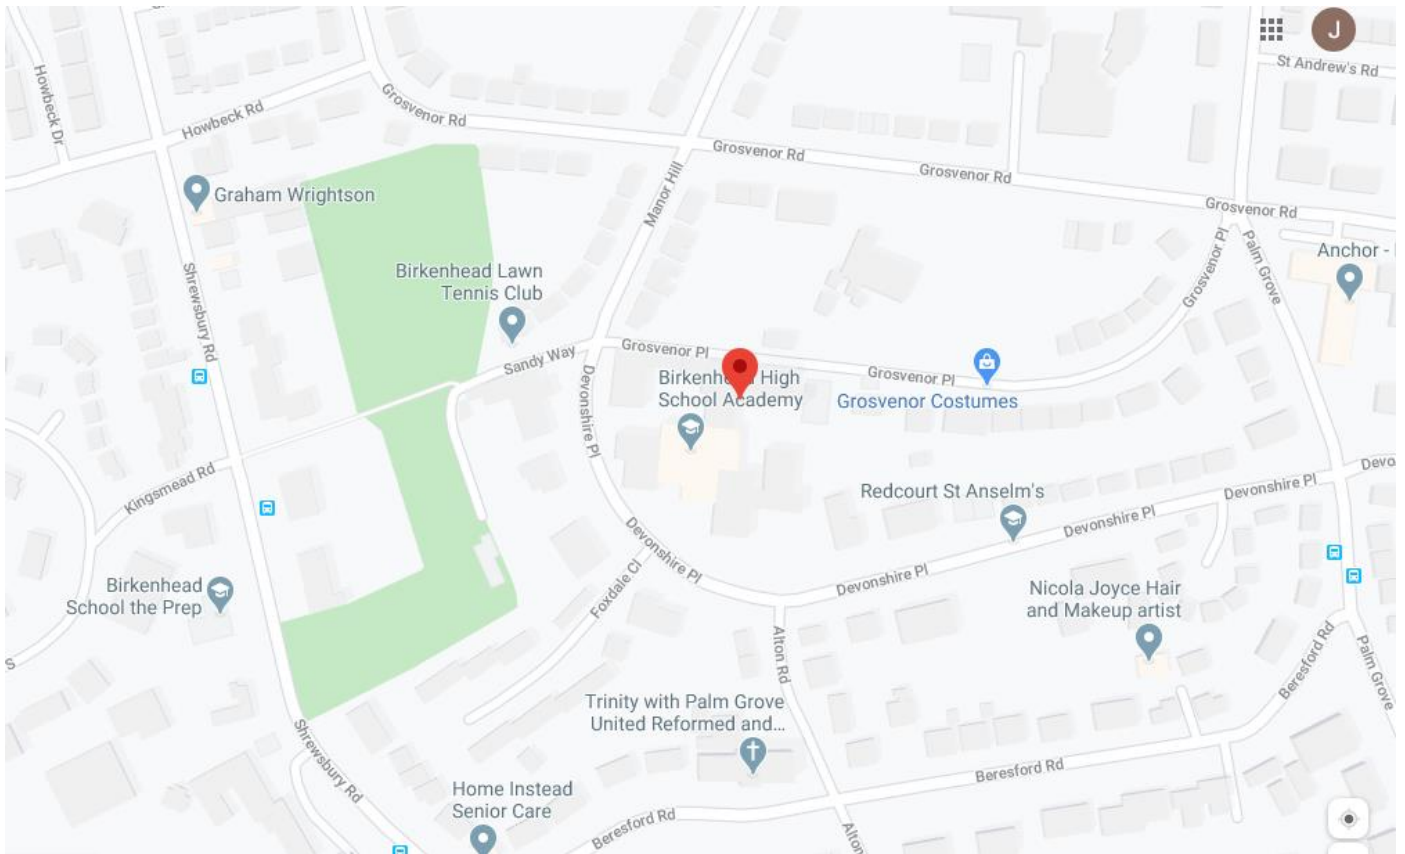 J
St Andrew's Rd
Howbeck Dr
Howbeck Rd
Grosvenor Rd
Grosvenor Rd
Grosvenor Rd
Grosvenor Rd
Graham Wrightson
Manor Hill
Grosvenor Pl
Palm Grove
Anchor -
Birkenhead Lawn
Tennis Club
Shrewsbury Rd
Sandy Way
Grosvenor Pl
Grosvenor Pl
Birkenhead High
School Academy
Grosvenor Costumes
Devonshire Pl
Kingsmead Rd
Redcourt St Anselm's
Devonshire Pl
Devonshire Pl
Devonshire Pl
Devonshire Pl
Foxdale Cl
Birkenhead
School the Prep
Nicola Joyce Hair
and Makeup artist
Alton Rd
Beresford Rd
Palm Grove
S
Trinity with Palm Grove
United Reformed and...
Shrewsbury Rd
Beresford Rd
Home Instead
Senior Care
Beresford Rd
Alton